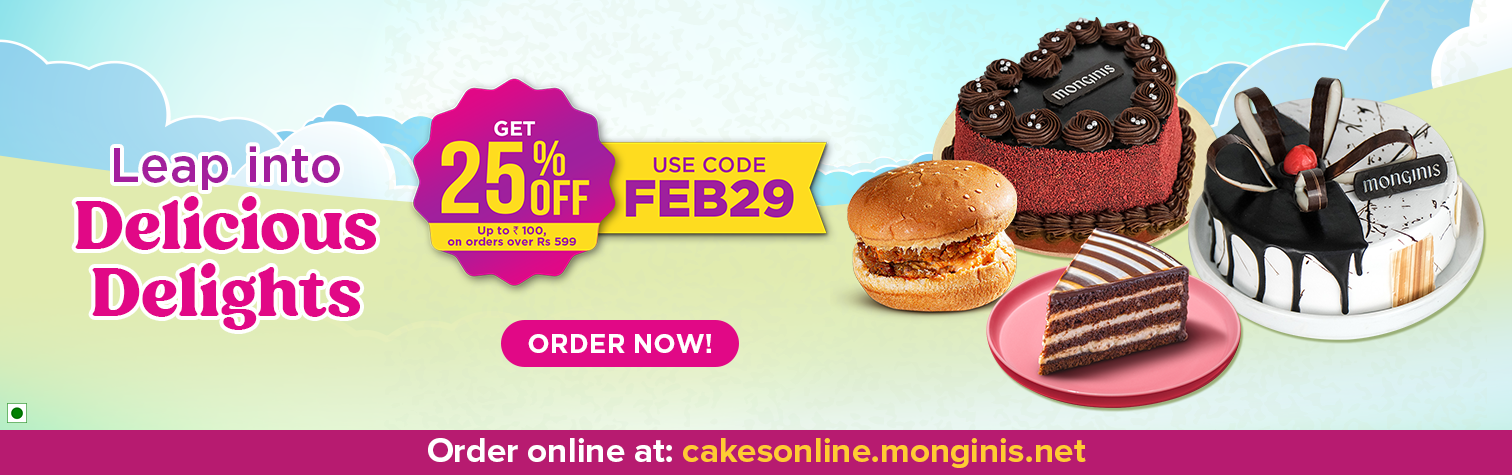 Leap into
Delicious
Delights
GET
25% OFF
Up to ₹ 100,
on orders over Rs 599
USE CODE
FEB29
ORDER NOW!
monginis
monginis
Order online at: cakesonline.monginis.net